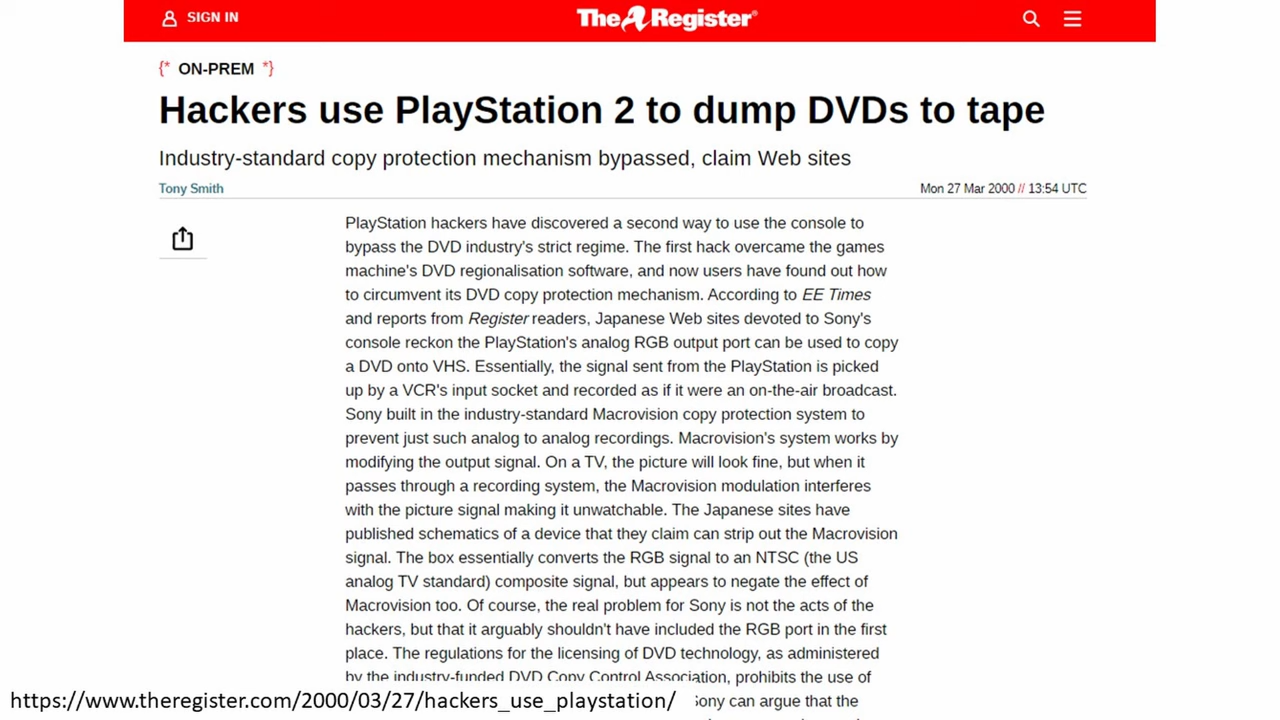 SIGN IN
The Register
{* ON-PREM *}
Hackers use PlayStation 2 to dump DVDs to tape
Industry-standard copy protection mechanism bypassed, claim Web sites
Tony Smith
Mon 27 Mar 2000 // 13:54 UTC
PlayStation hackers have discovered a second way to use the console to
bypass the DVD industry's strict regime. The first hack overcame the games
machine's DVD regionalisation software, and now users have found out how
to circumvent its DVD copy protection mechanism. According to EE Times
and reports from Register readers, Japanese Web sites devoted to Sony's
console reckon the PlayStation's analog RGB output port can be used to copy
a DVD onto VHS. Essentially, the signal sent from the PlayStation is picked
up by a VCR's input socket and recorded as if it were an on-the-air broadcast.
Sony built in the industry-standard Macrovision copy protection system to
prevent just such analog to analog recordings. Macrovision's system works by
modifying the output signal. On a TV, the picture will look fine, but when it
passes through a recording system, the Macrovision modulation interferes
with the picture signal making it unwatchable. The Japanese sites have
published schematics of a device that they claim can strip out the Macrovision
signal. The box essentially converts the RGB signal to an NTSC (the US
analog TV standard) composite signal, but appears to negate the effect of
Macrovision too. Of course, the real problem for Sony is not the acts of the
hackers, but that it arguably shouldn't have included the RGB port in the first
place. The regulations for the licensing of DVD technology, as administered
by the industry-funded DVD Copy Control Association, prohibits the use of
Sony can argue that the
https://www.theregister.com/2000/03/27/hackers_use_playstation/